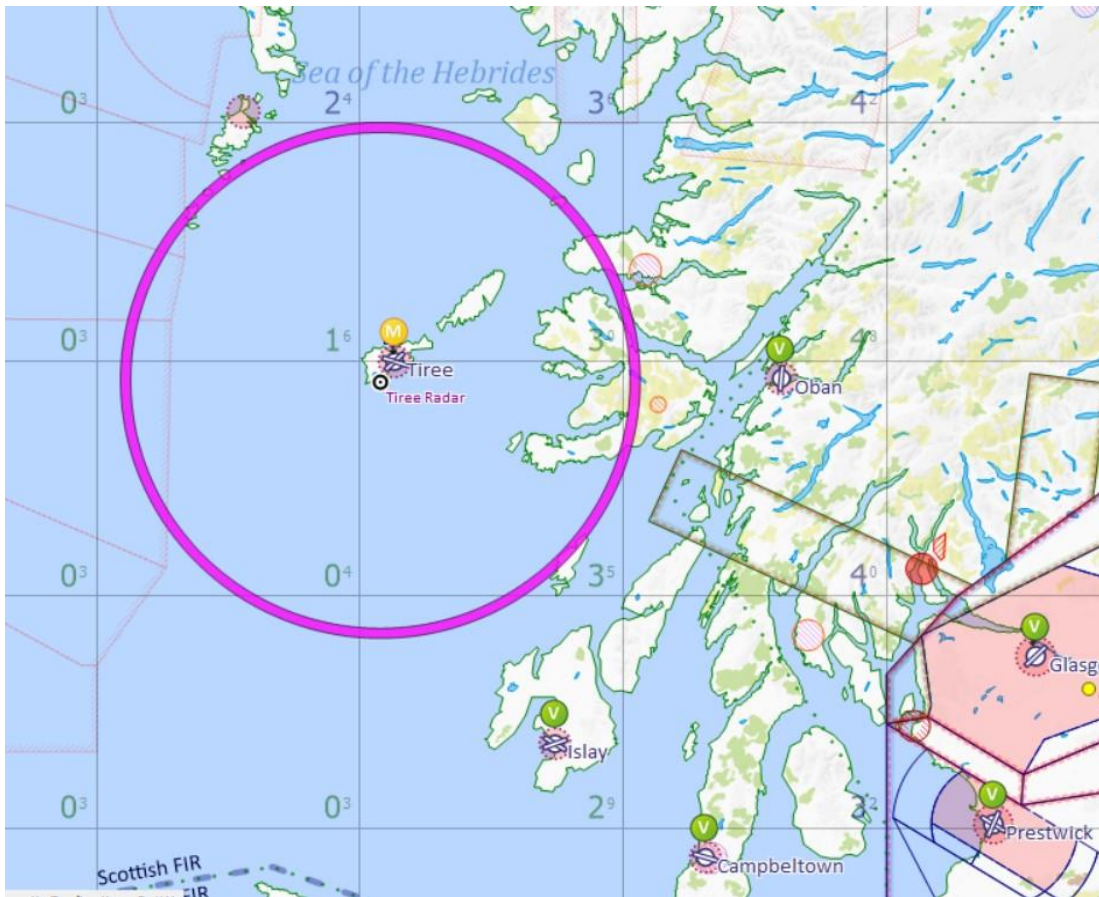 Sea of the Hebrides
0³ 2⁴ 3⁶ 4²
M
0³ 1⁶ 3⁰ V 4⁸
Tiree Oban
Tiree Radar
0³ 0⁴ 3⁵ 4⁰
V
Glasg
V
Islay
V
0³ 0³ 2⁹ V 3²
Prestwick
Campbeltown
Scottish FIR
FIR